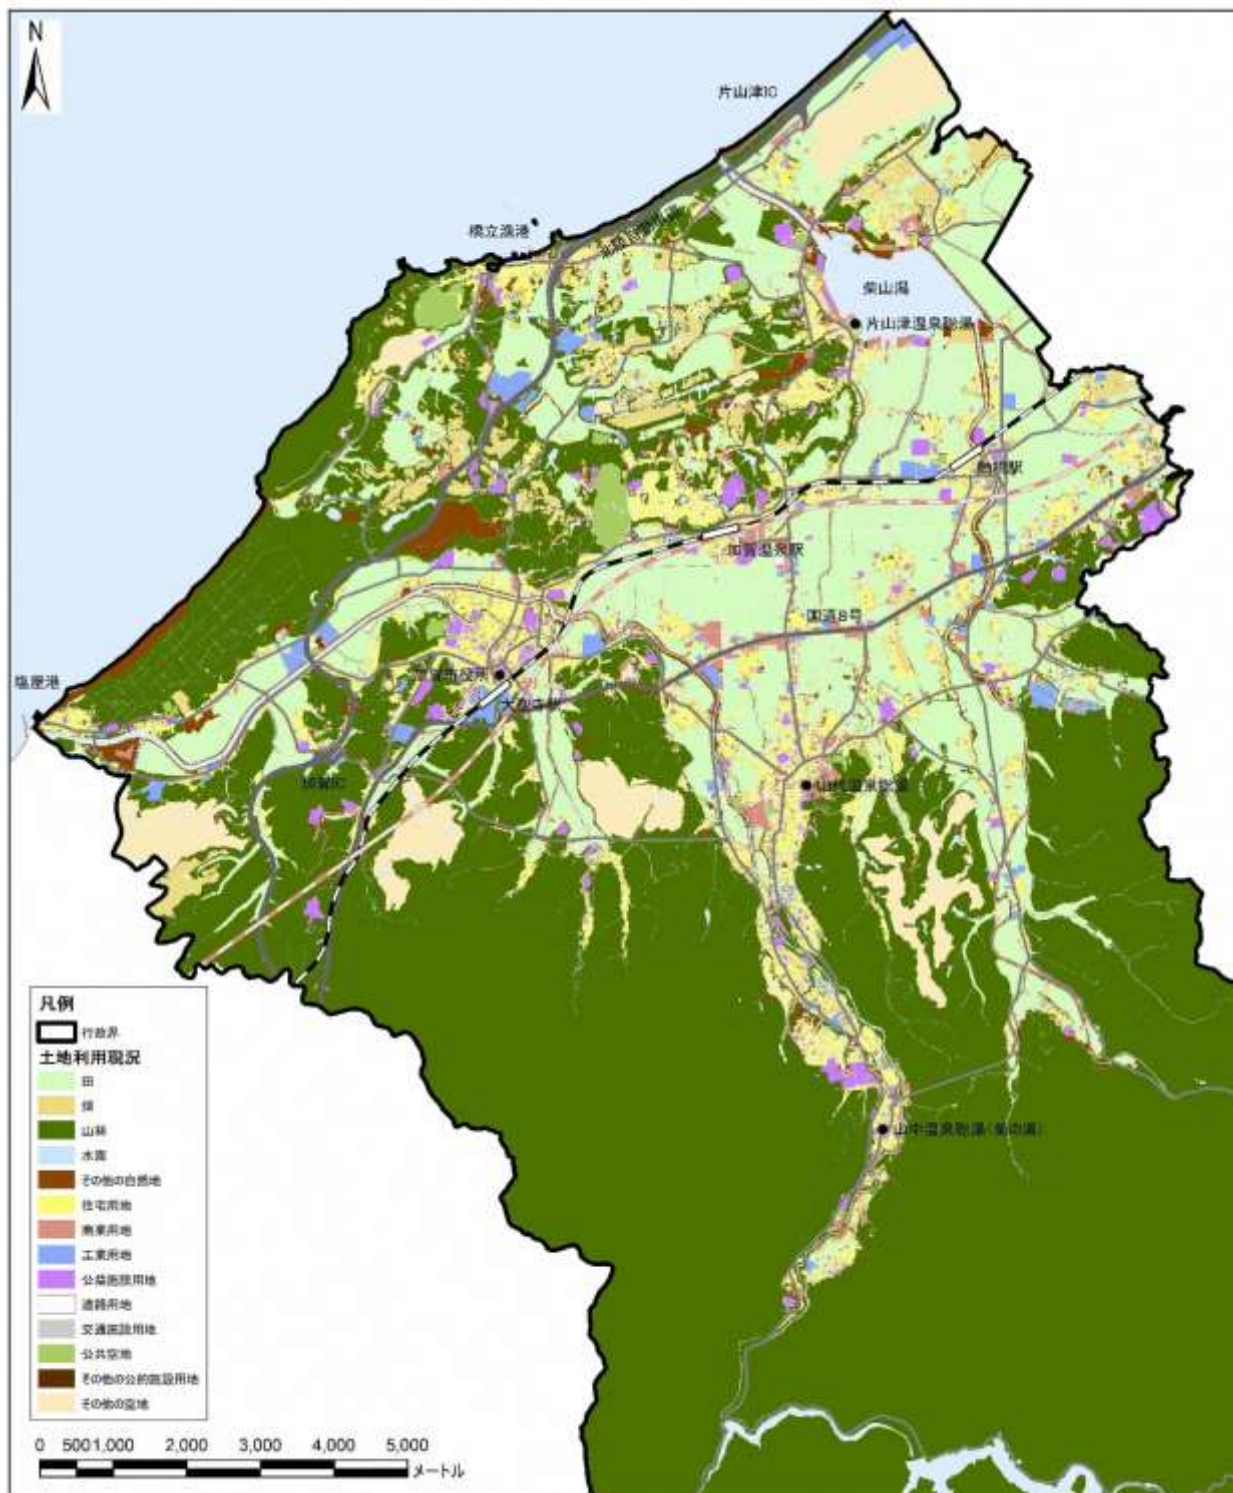 N
片山津IC
橋立漁港
柴山潟
片山津温泉総湯
動橋駅
加賀温泉駅
国道8号
塩屋港
加賀市役所
大聖寺駅
加賀IC
山代温泉総湯
山中温泉総湯(菊の湯)
凡例
行政界
土地利用現況
田
畑
山林
水面
その他の自然地
住宅用地
商業用地
工業用地
公益施設用地
道路用地
交通施設用地
公共空地
その他の公的施設用地
その他の空地
0 500 1,000 2,000 3,000 4,000 5,000
メートル